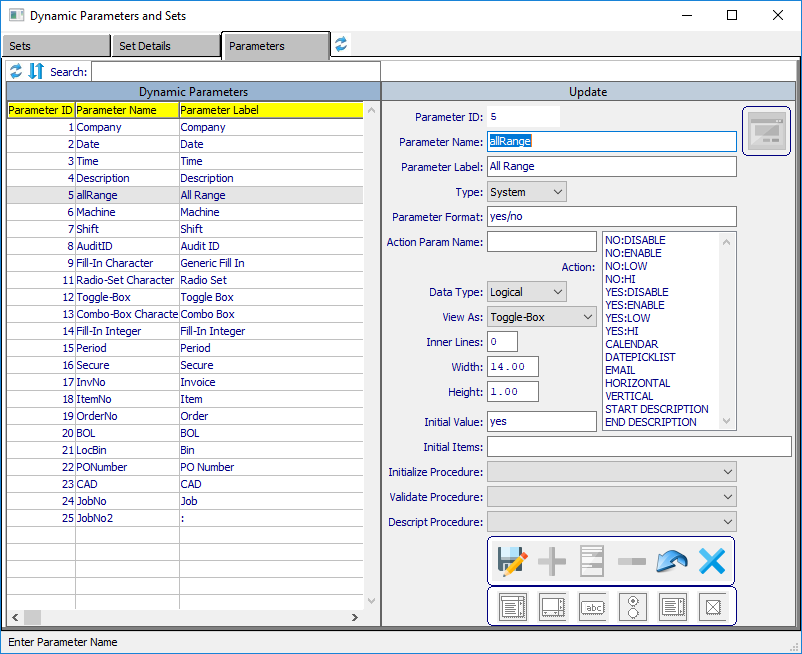 Dynamic Parameters and Sets
Sets Set Details Parameters
Search:
Dynamic Parameters
Parameter ID Parameter Name Parameter Label
1 Company Company
2 Date Date
3 Time Time
4 Description Description
5 allRange All Range
6 Machine Machine
7 Shift Shift
8 AuditID Audit ID
9 Fill-In Character Generic Fill In
11 Radio-Set Character Radio Set
12 Toggle-Box Toggle Box
13 Combo-Box Characte Combo Box
14 Fill-In Integer Fill-In Integer
15 Period Period
16 Secure Secure
17 InvNo Invoice
18 ItemNo Item
19 OrderNo Order
20 BOL BOL
21 LocBin Bin
22 PONumber PO Number
23 CAD CAD
24 JobNo Job
25 JobNo2 :
Update
Parameter ID: 5
Parameter Name: allRange
Parameter Label: All Range
Type: System
Parameter Format: yes/no
Action Param Name:
Action:
NO:DISABLE
NO:ENABLE
NO:LOW
NO:HI
YES:DISABLE
YES:ENABLE
YES:LOW
YES:HI
CALENDAR
DATEPICKLIST
EMAIL
HORIZONTAL
VERTICAL
START DESCRIPTION
END DESCRIPTION
Data Type: Logical
View As: Toggle-Box
Inner Lines: 0
Width: 14.00
Height: 1.00
Initial Value: yes
Initial Items:
Initialize Procedure:
Validate Procedure:
Descript Procedure:
abc
Enter Parameter Name